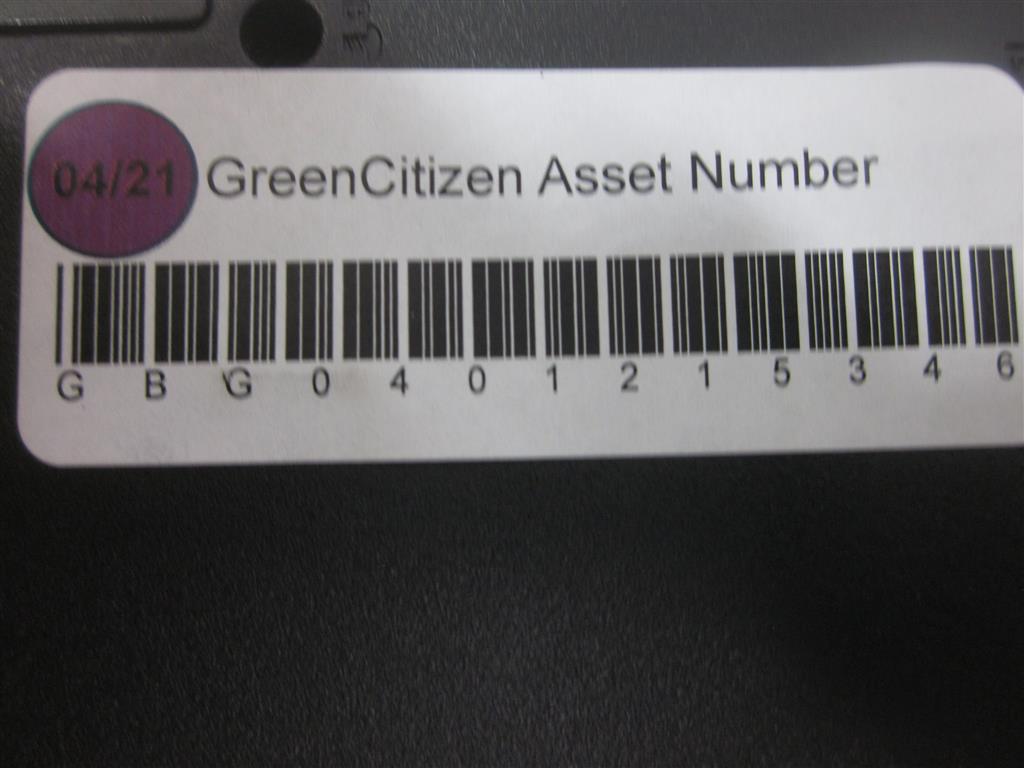 04/21 GreenCitizen Asset Number
G B G 0 4 0 1 2 1 5 3 4 6